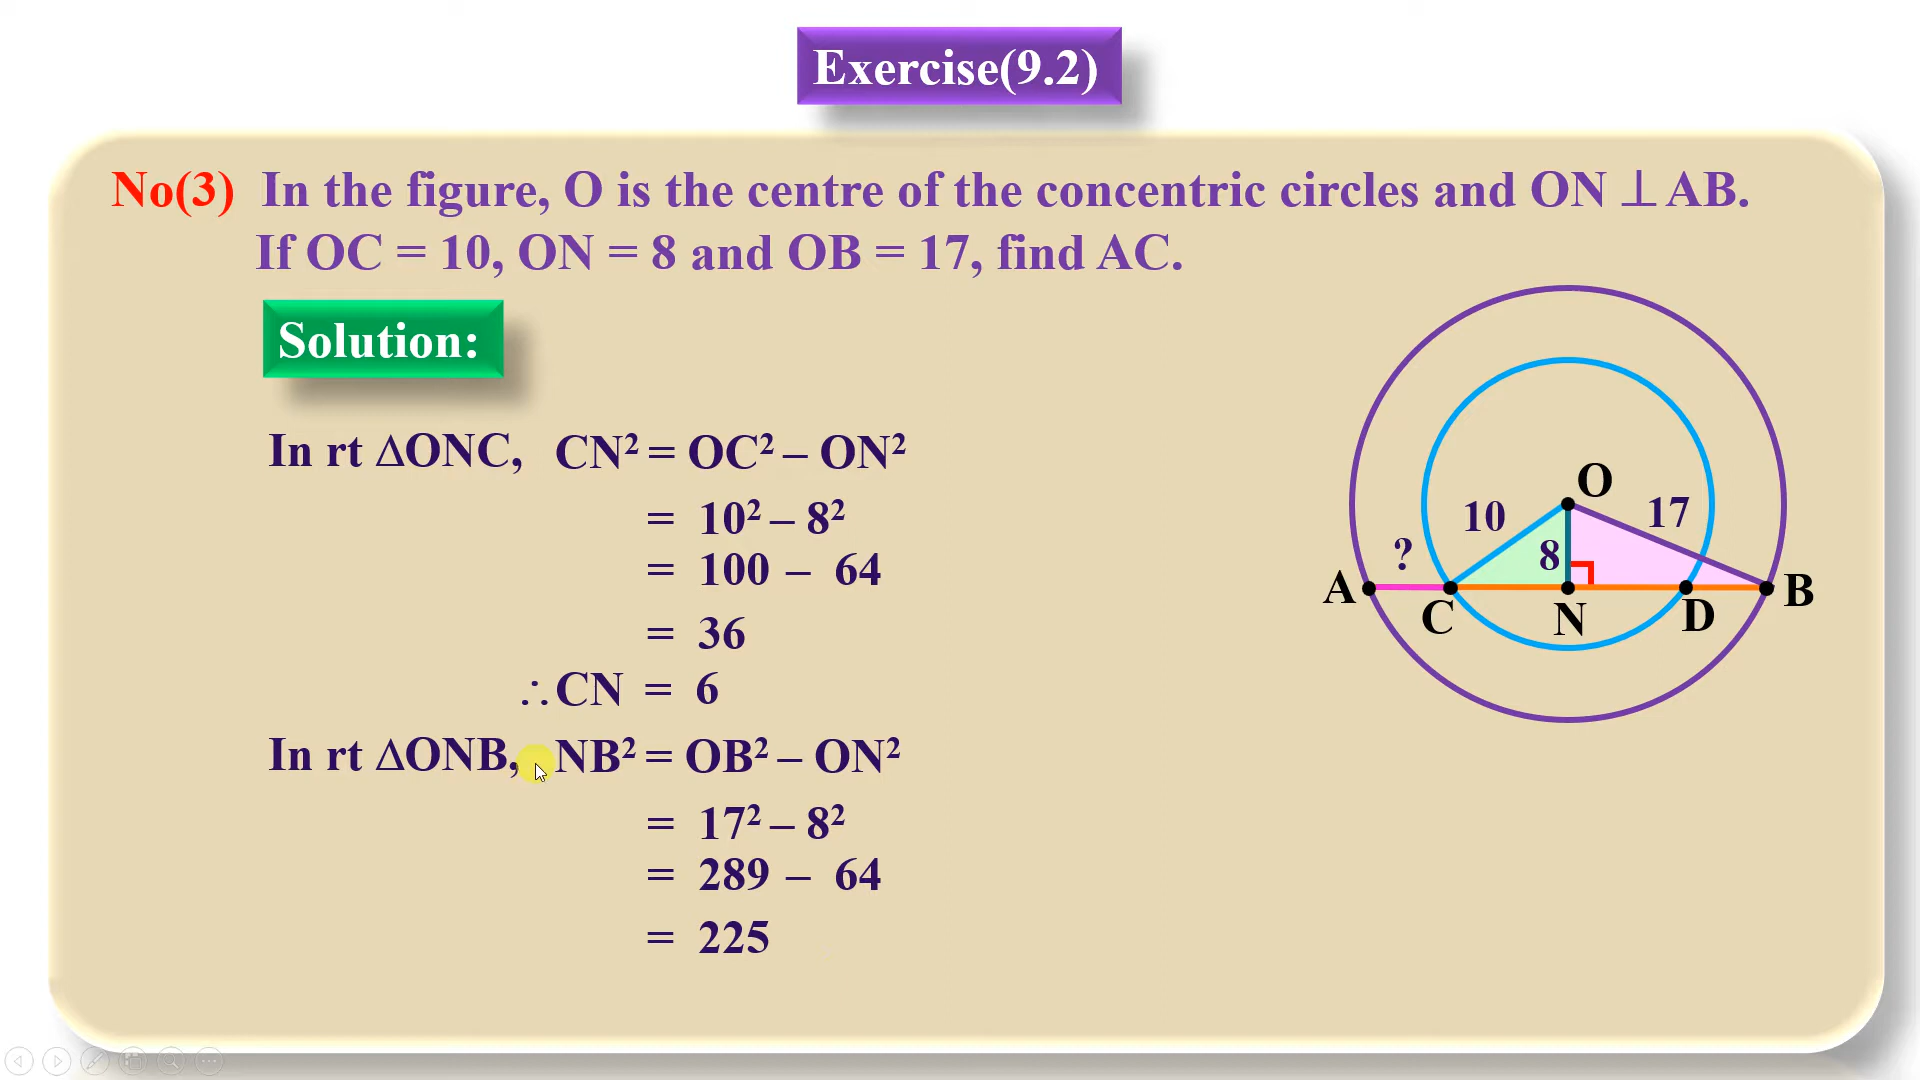 Exercise(9.2)
No(3) In the figure, O is the centre of the concentric circles and ON ⊥ AB.
If OC = 10, ON = 8 and OB = 17, find AC.
Solution:
In rt ΔONC, CN² = OC² – ON²
= 10² – 8²
= 100 – 64
= 36
∴ CN = 6
In rt ΔONB, NB² = OB² – ON²
= 17² – 8²
= 289 – 64
= 225
O
10
17
?
8
A
B
C
N
D